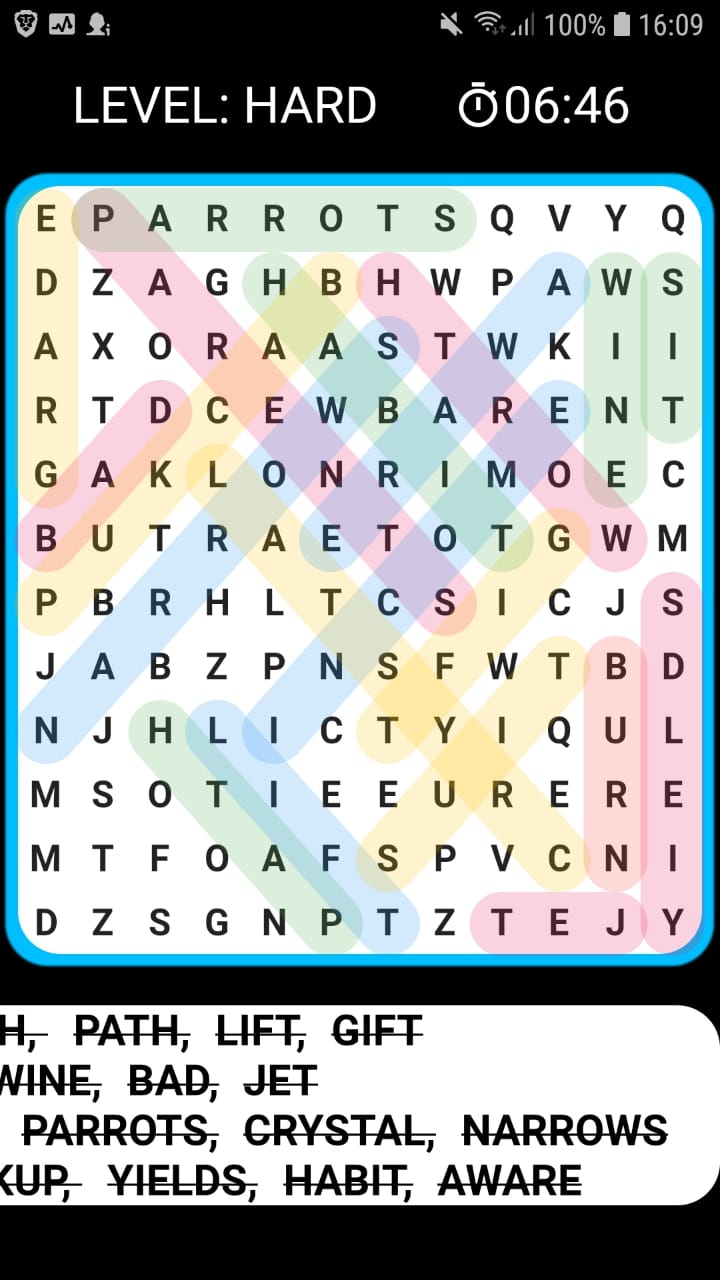 100% 16:09
LEVEL: HARD 06:46
E P A R R O T S Q V Y Q
D Z A G H B H W P A W S
A X O R A A S T W K I I
R T D C E W B A R E N T
G A K L O N R I M O E C
B U T R A E T O T G W M
P B R H L T C S I C J S
J A B Z P N S F W T B D
N J H L I C T Y I Q U L
M S O T I E E U R E R E
M T F O A F S P V C N I
D Z S G N P T Z T E J Y
H, PATH, LIFT, GIFT
WINE, BAD, JET
PARROTS, CRYSTAL, NARROWS
KUP, YIELDS, HABIT, AWARE